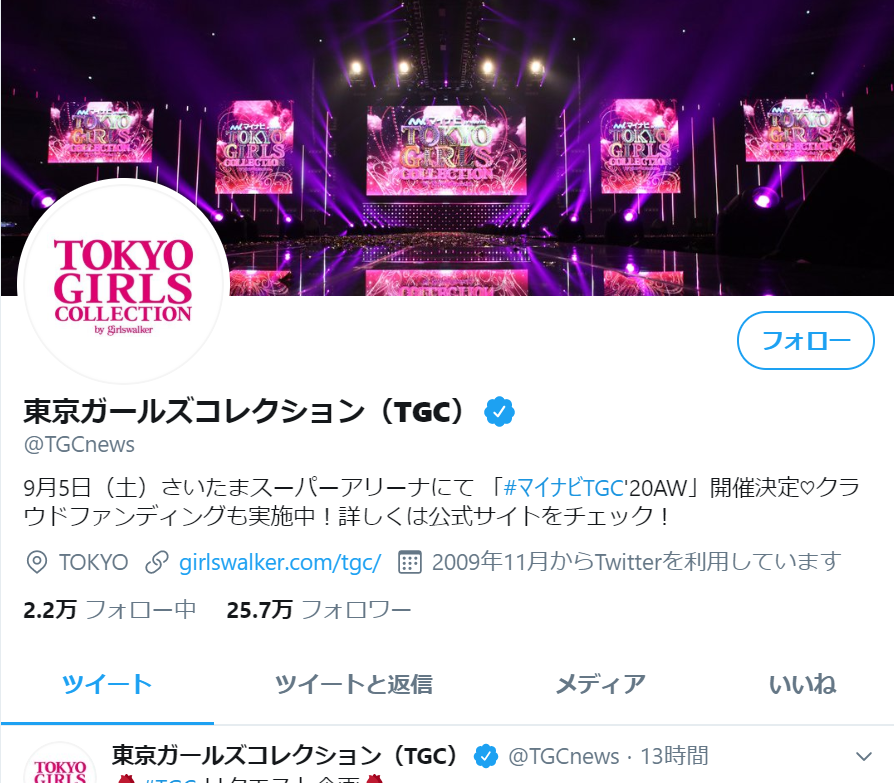 マイナビ
TOKYO
GIRLS
COLLECTION
マイナビ
TOKYO
GIRLS
COLLECTION
マイナビ
TOKYO
GIRLS
COLLECTION
マイナビ
TOKYO
GIRLS
COLLECTION
マイナビ
TOKYO
GIRLS
COLLECTION
TOKYO
GIRLS
COLLECTION
by girlswalker
フォロー
東京ガールズコレクション（TGC）
@TGCnews
9月5日（土）さいたまスーパーアリーナにて 「#マイナビTGC'20AW」開催決定♡クラ
ウドファンディングも実施中！詳しくは公式サイトをチェック！
TOKYO girlswalker.com/tgc/ 2009年11月からTwitterを利用しています
2.2万 フォロー中 25.7万 フォロワー
ツイート ツイートと返信 メディア いいね
東京ガールズコレクション（TGC） @TGCnews · 13時間
TOKYO
GIRLS
#TGC